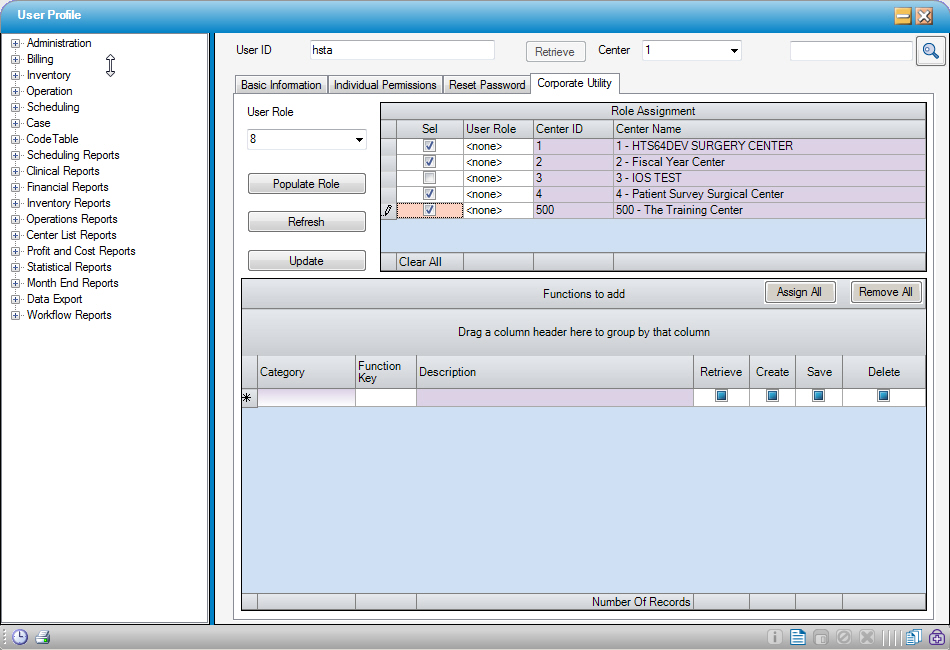 User Profile
Administration
Billing
Inventory
Operation
Scheduling
Case
CodeTable
Scheduling Reports
Clinical Reports
Financial Reports
Inventory Reports
Operations Reports
Center List Reports
Profit and Cost Reports
Statistical Reports
Month End Reports
Data Export
Workflow Reports
User ID hsta Retrieve Center 1
Basic Information Individual Permissions Reset Password Corporate Utility
User Role
8
Populate Role
Refresh
Update
Role Assignment
Sel User Role Center ID Center Name
<none> 1 1 - HTS64DEV SURGERY CENTER
<none> 2 2 - Fiscal Year Center
<none> 3 3 - IOS TEST
<none> 4 4 - Patient Survey Surgical Center
<none> 500 500 - The Training Center
Clear All
Functions to add Assign All Remove All
Drag a column header here to group by that column
Category Function Key Description Retrieve Create Save Delete
Number Of Records